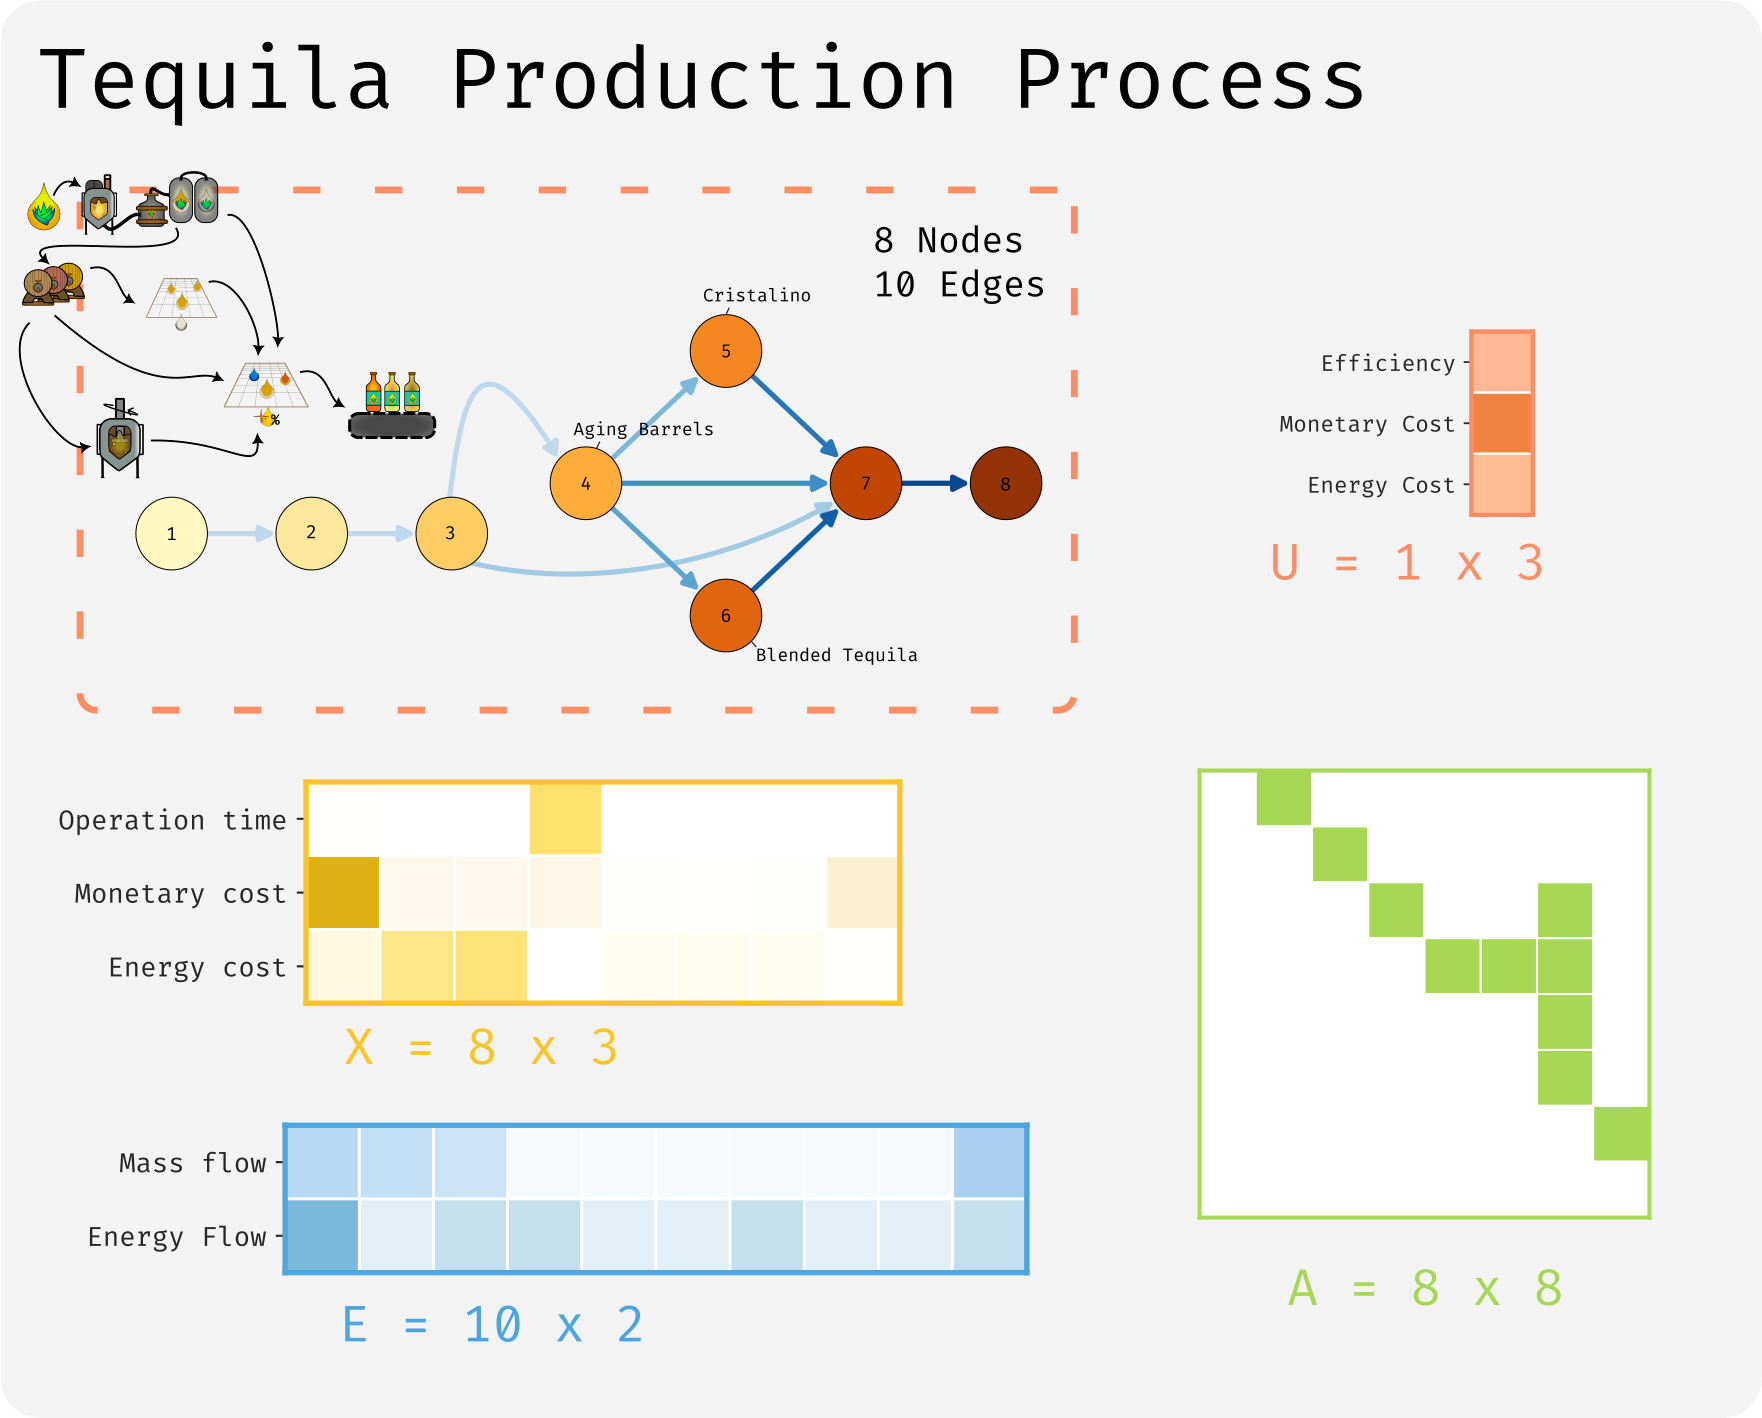 Tequila Production Process
8 Nodes
10 Edges
Cristalino
5
Aging Barrels
4
7
8
1
2
3
6
Blended Tequila
%
Efficiency
Monetary Cost
Energy Cost
U = 1 x 3
Operation time
Monetary cost
Energy cost
X = 8 x 3
Mass flow
Energy Flow
E = 10 x 2
A = 8 x 8